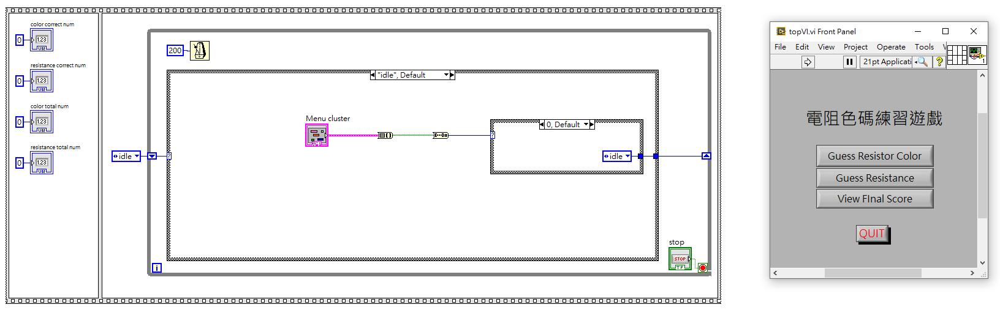 color correct num
0
1.23
U32
resistance correct num
0
1.23
U32
color total num
0
1.23
U32
resistance total num
0
1.23
U32
200
"idle", Default
Menu cluster
0, Default
idle
?
?
idle
stop
STOP
TF
i
topVI.vi Front Panel
File Edit View Project Operate Tools
21pt Applicati
?
1
電阻色碼練習遊戲
Guess Resistor Color
Guess Resistance
View FInal Score
QUIT